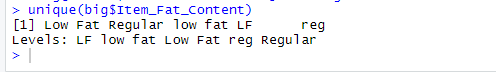 > unique(big$Item_Fat_Content)
[1] Low Fat Regular low fat LF      reg
Levels: LF low fat Low Fat reg Regular
>